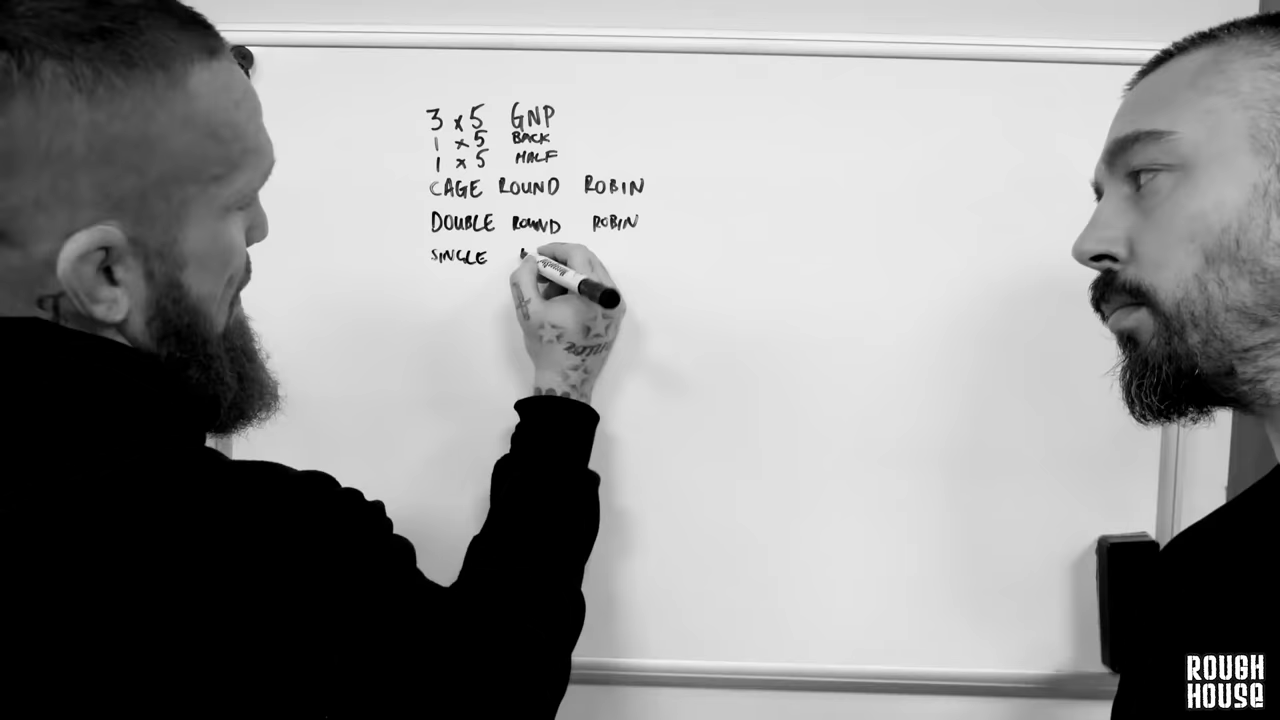 3 x 5 GNP
1 x 5 BACK
1 x 5 HALF
CAGE ROUND ROBIN
DOUBLE ROUND ROBIN
SINGLE
ROUGH
HOUSE